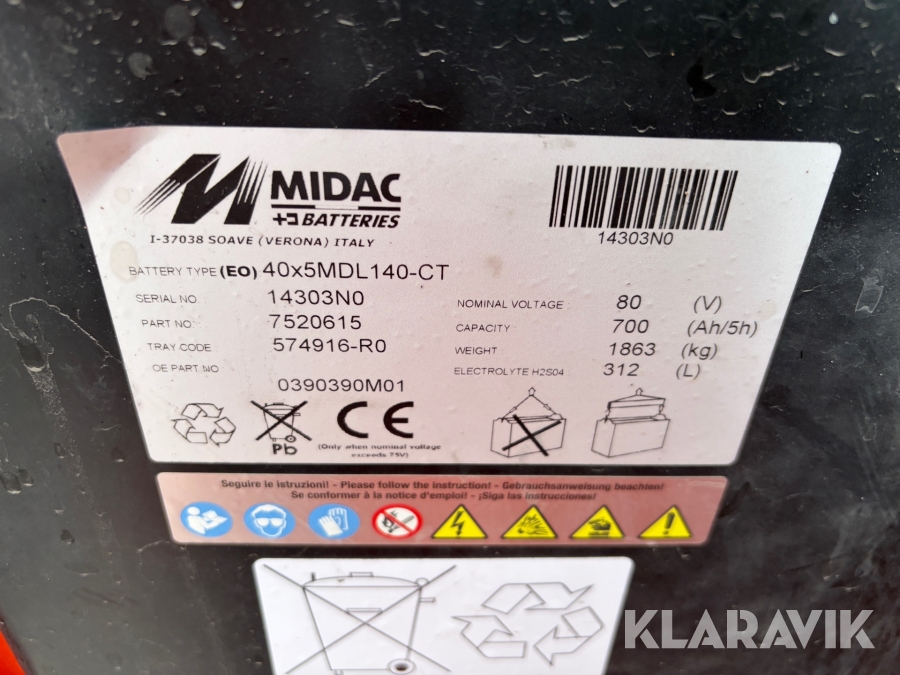 MIDAC
BATTERIES
I-37038 SOAVE (VERONA) ITALY
14303N0
BATTERY TYPE (EO) 40x5MDL140-CT
SERIAL NO. 14303N0
PART NO 7520615
TRAY CODE 574916-R0
OE PART NO
0390390M01
NOMINAL VOLTAGE 80 (V)
CAPACITY 700 (Ah/5h)
WEIGHT 1863 (kg)
ELECTROLYTE H2S04 312 (L)
Pb
CE
(Only when nominal voltage
exceeds 75V)
Seguire le istruzioni! - Please follow the instruction! - Gebrauchsanweisung beachten!
Se conformer à la notice d'emploi! - ¡Siga las instrucciones!
KLARAVIK